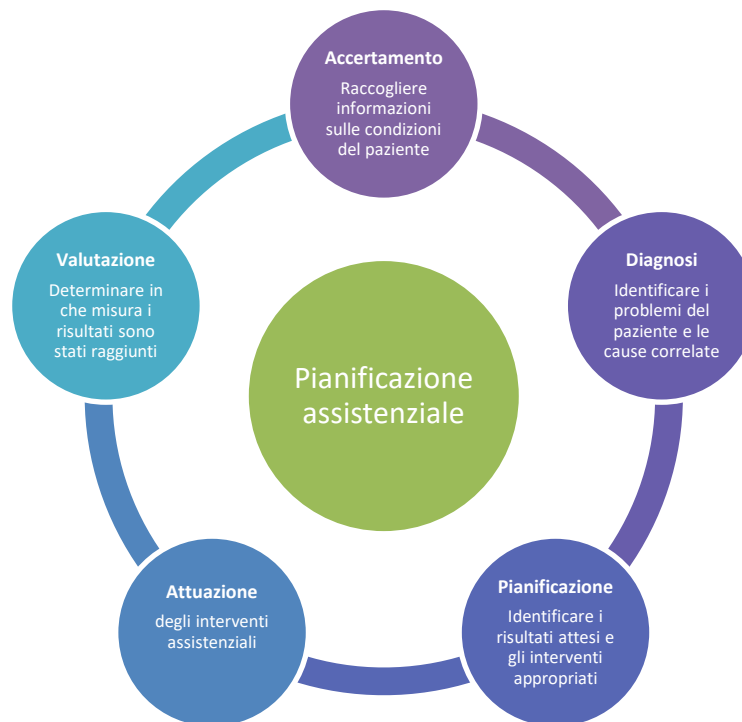 Accertamento
Raccogliere
informazioni
sulle condizioni
del paziente
Diagnosi
Identificare i
problemi del
paziente e le
cause correlate
Pianificazione
Identificare i
risultati attesi e
gli interventi
appropriati
Attuazione
degli interventi
assistenziali
Valutazione
Determinare in
che misura i
risultati sono
stati raggiunti
Pianificazione
assistenziale